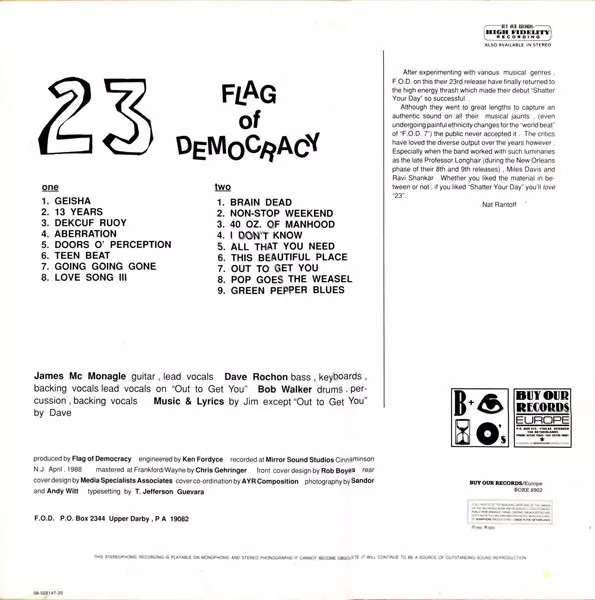 BUY OUR RECORDS
HIGH FIDELITY
RECORDING
ALSO AVAILABLE IN STEREO
23
FLAG
of
DEMOCRACY
one
1. GEISHA
2. 13 YEARS
3. DEKCUF RUOY
4. ABERRATION
5. DOORS O' PERCEPTION
6. TEEN BEAT
7. GOING GOING GONE
8. LOVE SONG III
two
1. BRAIN DEAD
2. NON-STOP WEEKEND
3. 40 OZ. OF MANHOOD
4. I DON'T KNOW
5. ALL THAT YOU NEED
6. THIS BEAUTIFUL PLACE
7. OUT TO GET YOU
8. POP GOES THE WEASEL
9. GREEN PEPPER BLUES
After experimenting with various musical genres .
F.O.D. on this their 23rd release have finally returned to
the high energy thrash which made their debut "Shatter
Your Day" so successful .
Although they went to great lengths to capture an
authentic sound on all their musical jaunts , (even
undergoing painful ethnicity changes for the "world beat"
of "F.O.D. 7") the public never accepted it . The critics
have loved the diverse output over the years however .
Especially when the band worked with such luminaries
as the late Professor Longhair (during the New Orleans
phase of their 8th and 9th releases) , Miles Davis and
Ravi Shankar . Whether you liked the material in be-
tween or not , if you liked "Shatter Your Day" you'll love
"23".
Nat Rantoff
James Mc Monagle guitar , lead vocals Dave Rochon bass , keyboards ,
backing vocals lead vocals on "Out to Get You" Bob Walker drums , per-
cussion , backing vocals Music & Lyrics by Jim except "Out to Get You"
by Dave
produced by Flag of Democracy engineered by Ken Fordyce recorded at Mirror Sound Studios Cinnaminson
N.J. April , 1988 mastered at Frankford/Wayne by Chris Gehringer front cover design by Rob Boyes rear
cover design by Media Specialists Associates cover co-ordination by AYR Composition photography by Sandor
and Andy Witt typesetting by T. Jefferson Guevara
F.O.D. P.O. Box 2344 Upper Darby , P A 19082
B+
O's
BUY OUR
RECORDS
EUROPE
BUY OUR RECORDS/Europe
BORE 8902
THIS STEREOPHONIC RECORDING IS PLAYABLE ON MONOPHONIC AND STEREO PHONOGRAPHS IT CANNOT BECOME OBSOLETE IT WILL CONTINUE TO BE A SOURCE OF OUTSTANDING SOUND REPRODUCTION
08-028147-20